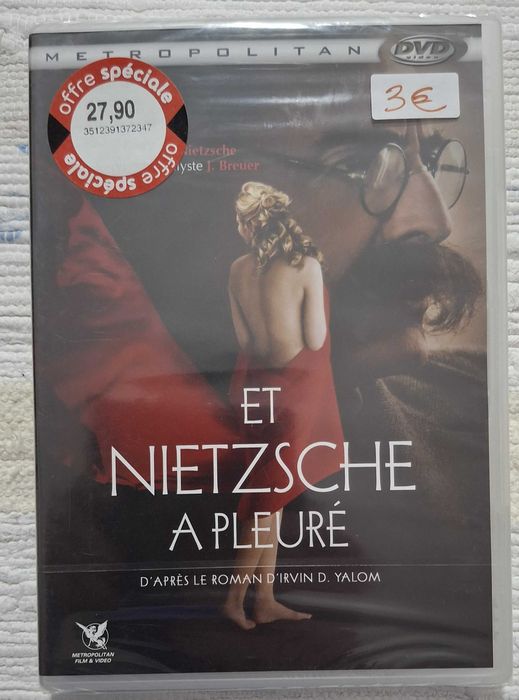 METROPOLITAN
DVD
VIDEO
offre spéciale
27,90
3512391372347
offre spéciale
3€
Nietzsche
J. Breuer
ET
NIETZSCHE
A PLEURÉ
D'APRÈS LE ROMAN D'IRVIN D. YALOM
METROPOLITAN
FILM & VIDEO